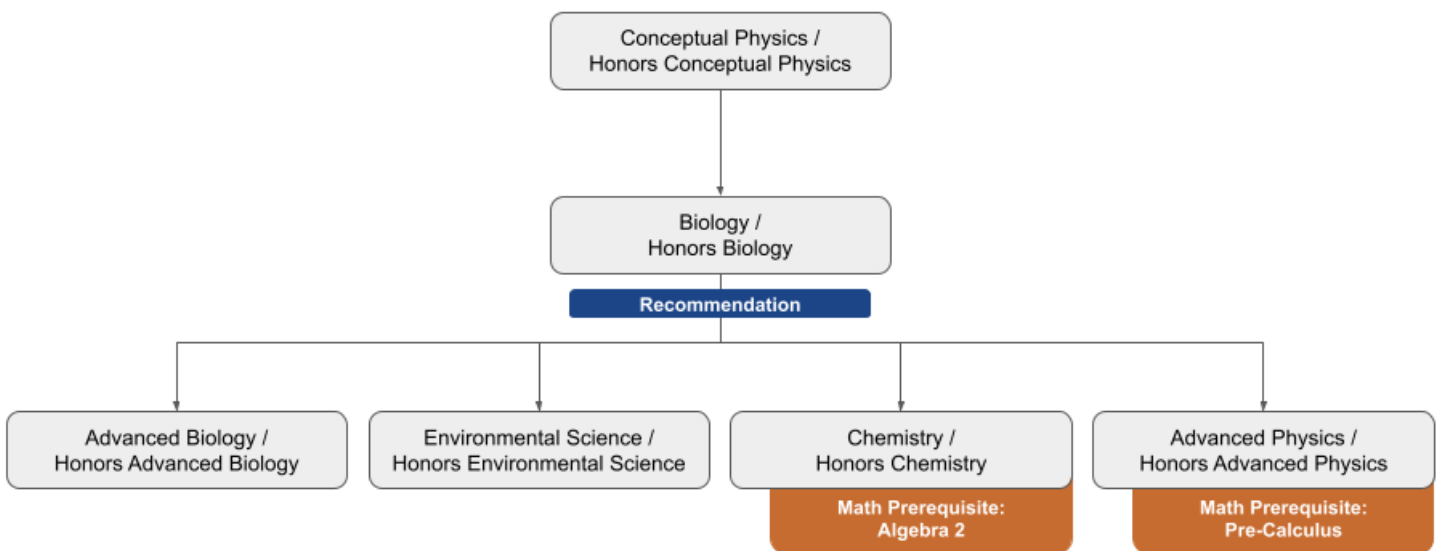 Conceptual Physics /
Honors Conceptual Physics
Biology /
Honors Biology
Recommendation
Advanced Biology /
Honors Advanced Biology
Environmental Science /
Honors Environmental Science
Chemistry /
Honors Chemistry
Math Prerequisite:
Algebra 2
Advanced Physics /
Honors Advanced Physics
Math Prerequisite:
Pre-Calculus